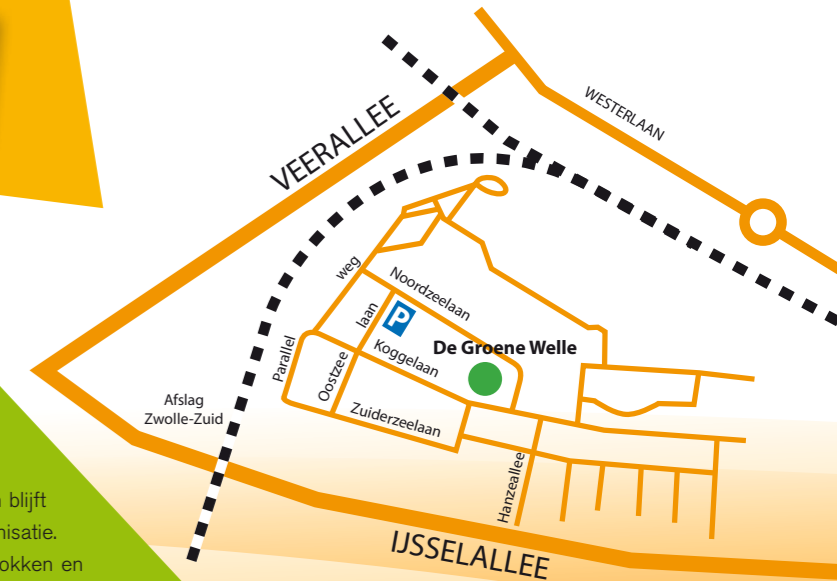 WESTERLAAN
VEERALLEE
weg
Noordzeelaan
laan
P
De Groene Welle
Parallel
Koggelaan
Oostzee
Afslag
Zwolle-Zuid
Zuiderzeelaan
Hanzeallee
IJSSELALLEE
blijft
nisatie.
okken en